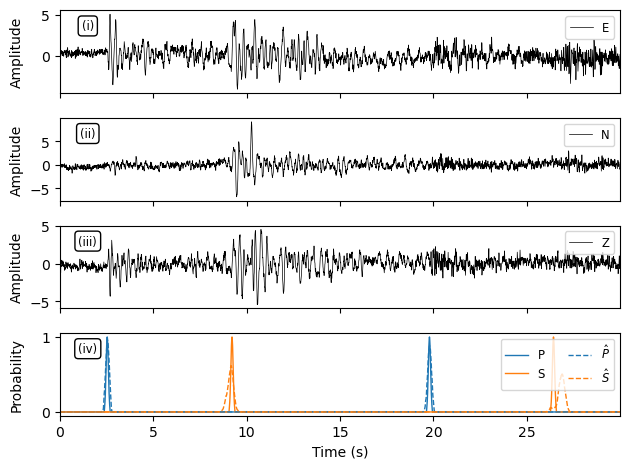 5
0
Amplitude
(i)
E
5
0
−5
Amplitude
(ii)
N
5
0
−5
Amplitude
(iii)
Z
1
0
Probability
(iv)
P P̂
S Ŝ
0 5 10 15 20 25
Time (s)